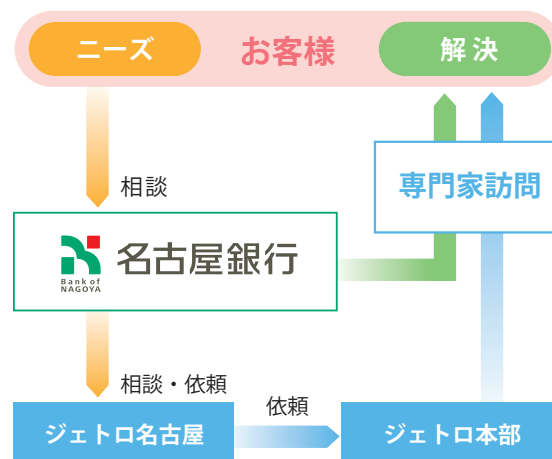 ニーズ
お客様
解決
相談
専門家訪問
Bank of
NAGOYA
名古屋銀行
相談・依頼
依頼
ジェトロ名古屋
ジェトロ本部